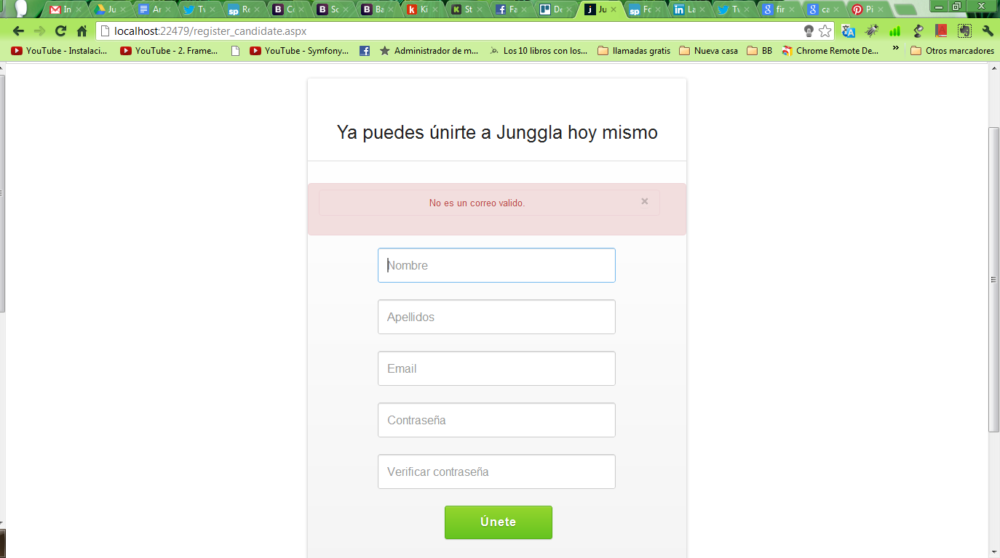 In Ju Ar Tw Re Co Sc Ba Ki St Fa De Ju Fo La Tw fir ca Pi
localhost:22479/register_candidate.aspx
YouTube - Instalaci... YouTube - 2. Frame... YouTube - Symfony... Administrador de m... Los 10 libros con los... llamadas gratis Nueva casa BB Chrome Remote De... » Otros marcadores
Ya puedes únirte a Junggla hoy mismo
No es un correo valido. ×
Nombre
Apellidos
Email
Contraseña
Verificar contraseña
Únete